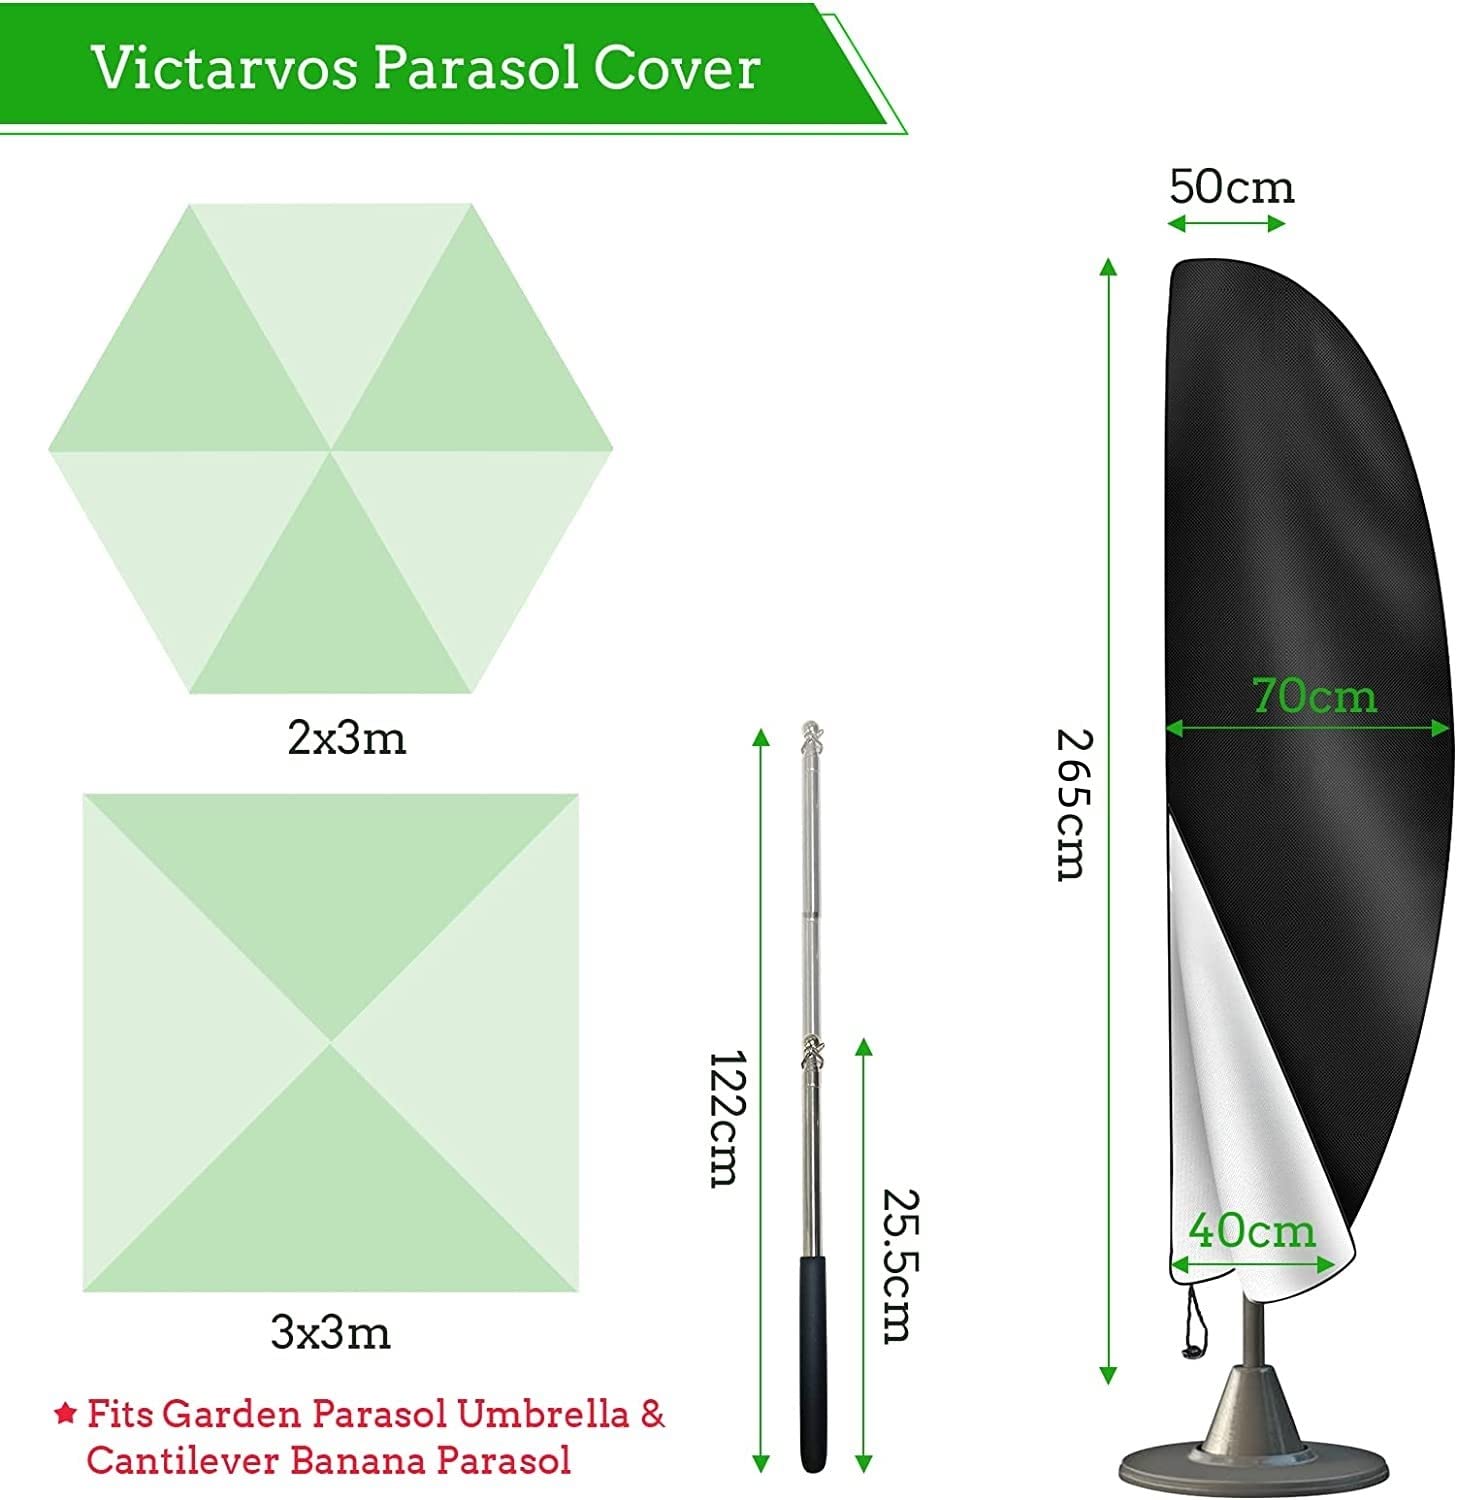 Victarvos Parasol Cover
50cm
2x3m
70cm
265cm
122cm
25.5cm
40cm
3x3m
Fits Garden Parasol Umbrella &
Cantilever Banana Parasol